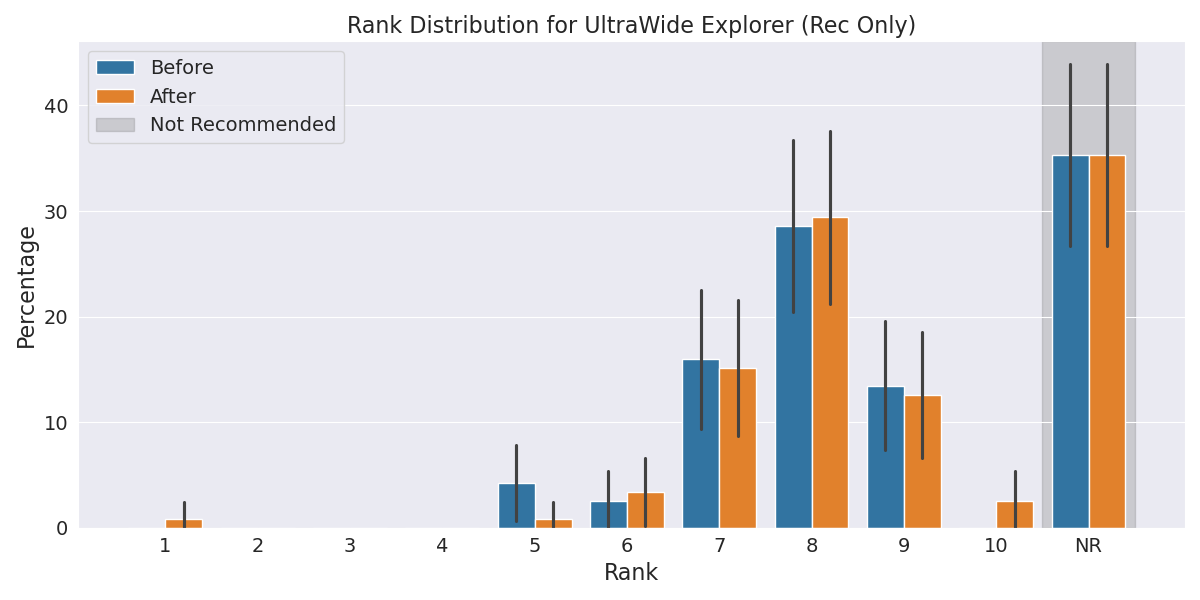 Rank Distribution for UltraWide Explorer (Rec Only)
Before
After
Not Recommended
Percentage
40
30
20
10
0
1 2 3 4 5 6 7 8 9 10 NR
Rank